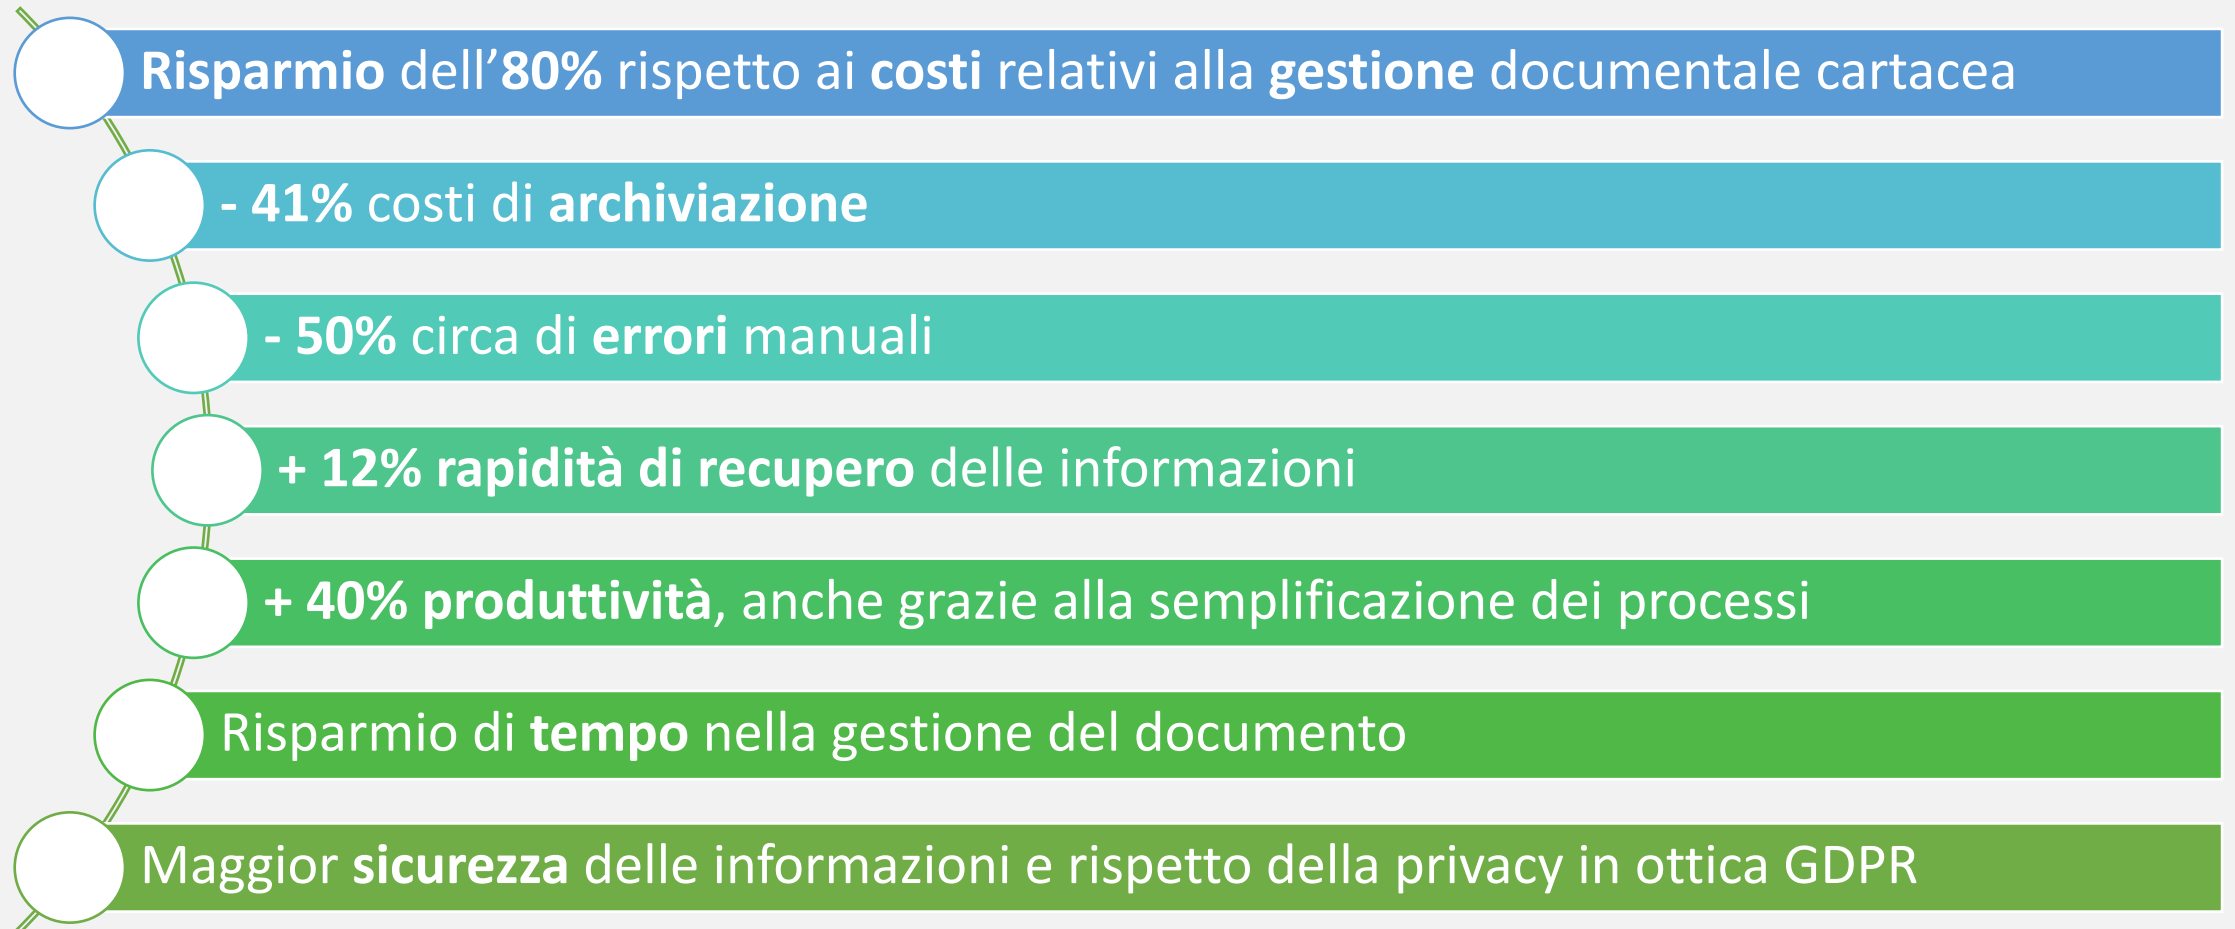 Risparmio dell’80% rispetto ai costi relativi alla gestione documentale cartacea
- 41% costi di archiviazione
- 50% circa di errori manuali
+ 12% rapidità di recupero delle informazioni
+ 40% produttività, anche grazie alla semplificazione dei processi
Risparmio di tempo nella gestione del documento
Maggior sicurezza delle informazioni e rispetto della privacy in ottica GDPR